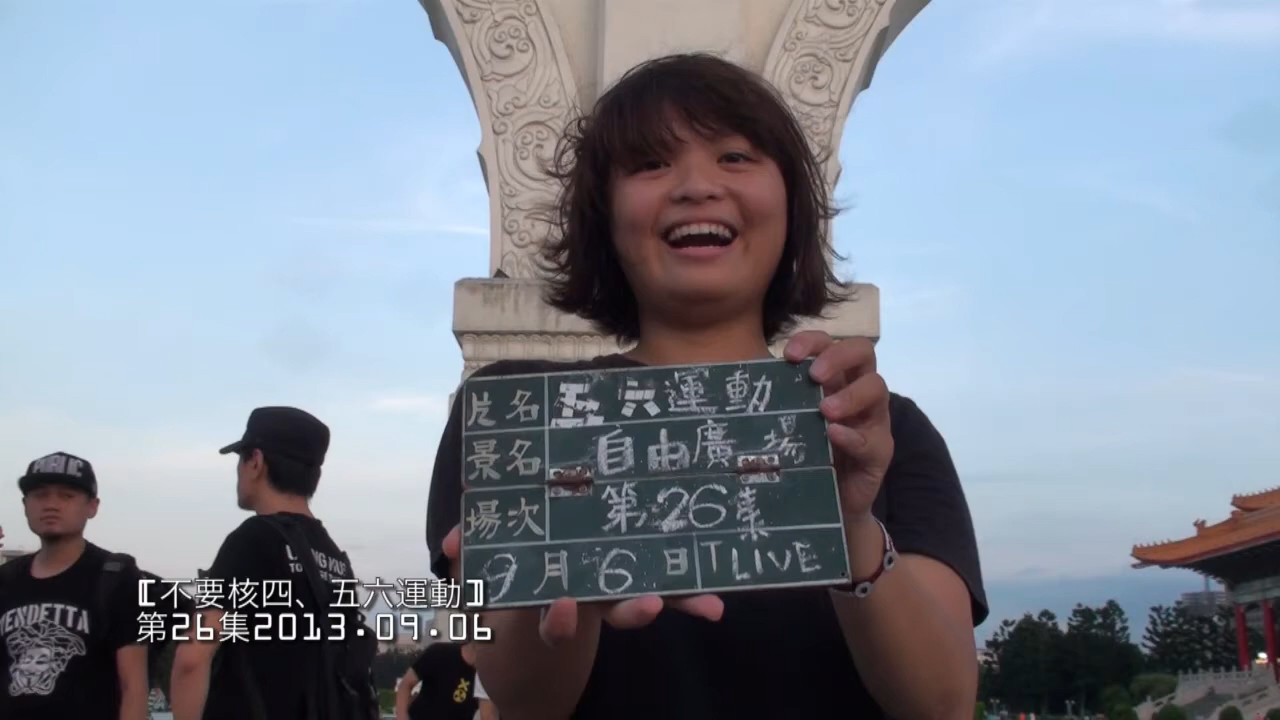 片名 五六運動
景名 自由廣場
場次 第26集
9月6日 TLIVE
PUBLIC
VENDETTA
【不要核四、五六運動】
第26集2013.09.06